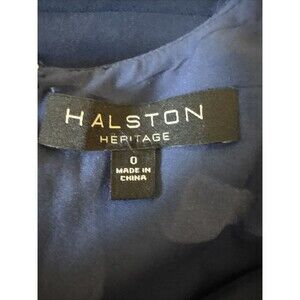 HALSTON
HERITAGE
0
MADE IN
CHINA